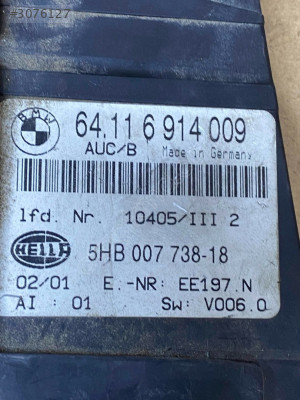 #3076127
BMW
64.11 6 914 009
AUC/B Made in Germany
lfd. Nr. 10405/III 2
HELLA
5HB 007 738-18
02/01 E.-NR: EE197.N
AI : 01 SW: V006.0